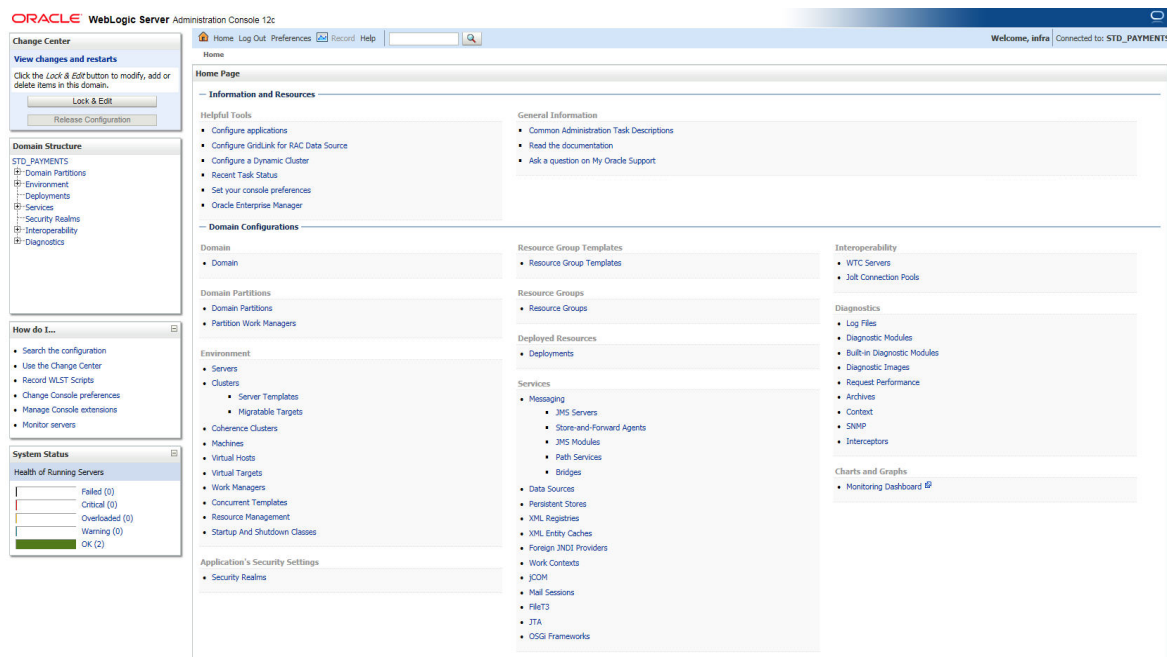 ORACLE WebLogic Server Administration Console 12c
Change Center
View changes and restarts
Click the Lock & Edit button to modify, add or
delete items in this domain.
Lock & Edit
Release Configuration
Domain Structure
STD_PAYMENTS
Domain Partitions
Environment
Deployments
Services
Security Realms
Interoperability
Diagnostics
How do I...
Search the configuration
Use the Change Center
Record WLST Scripts
Change Console preferences
Manage Console extensions
Monitor servers
System Status
Health of Running Servers
Failed (0)
Critical (0)
Overloaded (0)
Warning (0)
OK (2)
Home Log Out Preferences Record Help
Welcome, infra Connected to: STD_PAYMENTS
Home
Home Page
Information and Resources
Helpful Tools
Configure applications
Configure GridLink for RAC Data Source
Configure a Dynamic Cluster
Recent Task Status
Set your console preferences
Oracle Enterprise Manager
General Information
Common Administration Task Descriptions
Read the documentation
Ask a question on My Oracle Support
Domain Configurations
Domain
Domain
Domain Partitions
Domain Partitions
Partition Work Managers
Environment
Servers
Clusters
Server Templates
Migratable Targets
Coherence Clusters
Machines
Virtual Hosts
Virtual Targets
Work Managers
Concurrent Templates
Resource Management
Startup And Shutdown Classes
Application's Security Settings
Security Realms
Resource Group Templates
Resource Group Templates
Resource Groups
Resource Groups
Deployed Resources
Deployments
Services
Messaging
JMS Servers
Store-and-Forward Agents
JMS Modules
Path Services
Bridges
Data Sources
Persistent Stores
XML Registries
XML Entity Caches
Foreign JNDI Providers
Work Contexts
jCOM
Mail Sessions
FileT3
JTA
OSGi Frameworks
Interoperability
WTC Servers
Jolt Connection Pools
Diagnostics
Log Files
Diagnostic Modules
Built-in Diagnostic Modules
Diagnostic Images
Request Performance
Archives
Context
SNMP
Interceptors
Charts and Graphs
Monitoring Dashboard